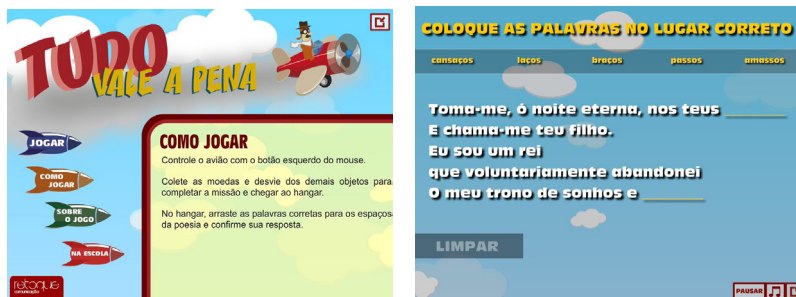 TUDO
VALE A PENA
JOGAR
COMO
JOGAR
SOBRE
O JOGO
NA ESCOLA
retoque
comunicação
COMO JOGAR
Controle o avião com o botão esquerdo do mouse.
Colete as moedas e desvie dos demais objetos para
completar a missão e chegar ao hangar.
No hangar, arraste as palavras corretas para os espaços
da poesia e confirme sua resposta.
COLOQUE AS PALAVRAS NO LUGAR CORRETO
cansaços laços braços passos amassos
Toma-me, ó noite eterna, nos teus
E chama-me teu filho.
Eu sou um rei
que voluntariamente abandonei
O meu trono de sonhos e
LIMPAR
PAUSAR